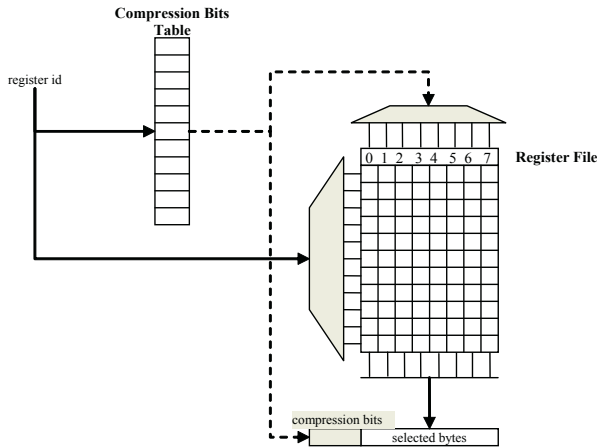 Compression Bits
Table
register id
0 1 2 3 4 5 6 7
Register File
compression bits
selected bytes